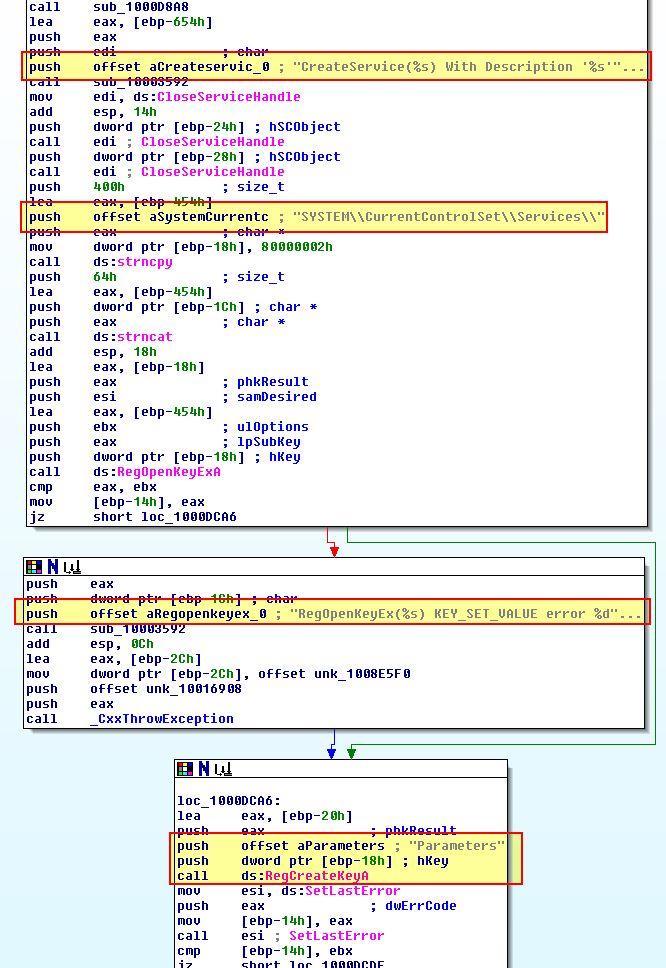 call sub_1000D8A8
lea eax, [ebp-654h]
push eax
push edi ; char
push offset aCreateservic_0 ; "CreateService(%s) With Description '%s'"...
call sub_10003592
mov edi, ds:CloseServiceHandle
add esp, 14h
push dword ptr [ebp-24h] ; hSCObject
call edi ; CloseServiceHandle
push dword ptr [ebp-28h] ; hSCObject
call edi ; CloseServiceHandle
push 400h ; size_t
lea eax, [ebp-454h]
push offset aSystemCurrentc ; "SYSTEM\\CurrentControlSet\\Services\\"
push eax ; char *
mov dword ptr [ebp-18h], 80000002h
call ds:strncpy
push 64h ; size_t
lea eax, [ebp-454h]
push dword ptr [ebp-1Ch] ; char *
push eax ; char *
call ds:strncat
add esp, 18h
lea eax, [ebp-18h]
push eax ; phkResult
push esi ; samDesired
lea eax, [ebp-454h]
push ebx ; ulOptions
push eax ; lpSubKey
push dword ptr [ebp-18h] ; hKey
call ds:RegOpenKeyExA
cmp eax, ebx
mov [ebp-14h], eax
jz short loc_1000DCA6
N
push eax
push dword ptr [ebp-1Ch] ; char
push offset aRegopenkeyex_0 ; "RegOpenKeyEx(%s) KEY_SET_VALUE error %d"...
call sub_10003592
add esp, 0Ch
lea eax, [ebp-2Ch]
mov dword ptr [ebp-2Ch], offset unk_1008E5F0
push offset unk_10016908
push eax
call _CxxThrowException
N
loc_1000DCA6:
lea eax, [ebp-20h]
push eax ; phkResult
push offset aParameters ; "Parameters"
push dword ptr [ebp-18h] ; hKey
call ds:RegCreateKeyA
mov esi, ds:SetLastError
push eax ; dwErrCode
mov [ebp-14h], eax
call esi ; SetLastError
cmp [ebp-14h], ebx
jz short loc_1000DCDF